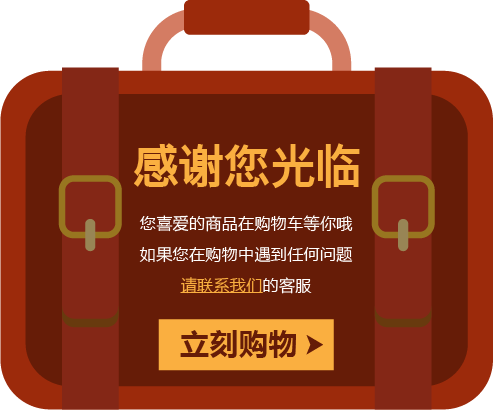 感谢您光临
您喜爱的商品在购物车等你哦
如果您在购物中遇到任何问题
请联系我们的客服
立刻购物